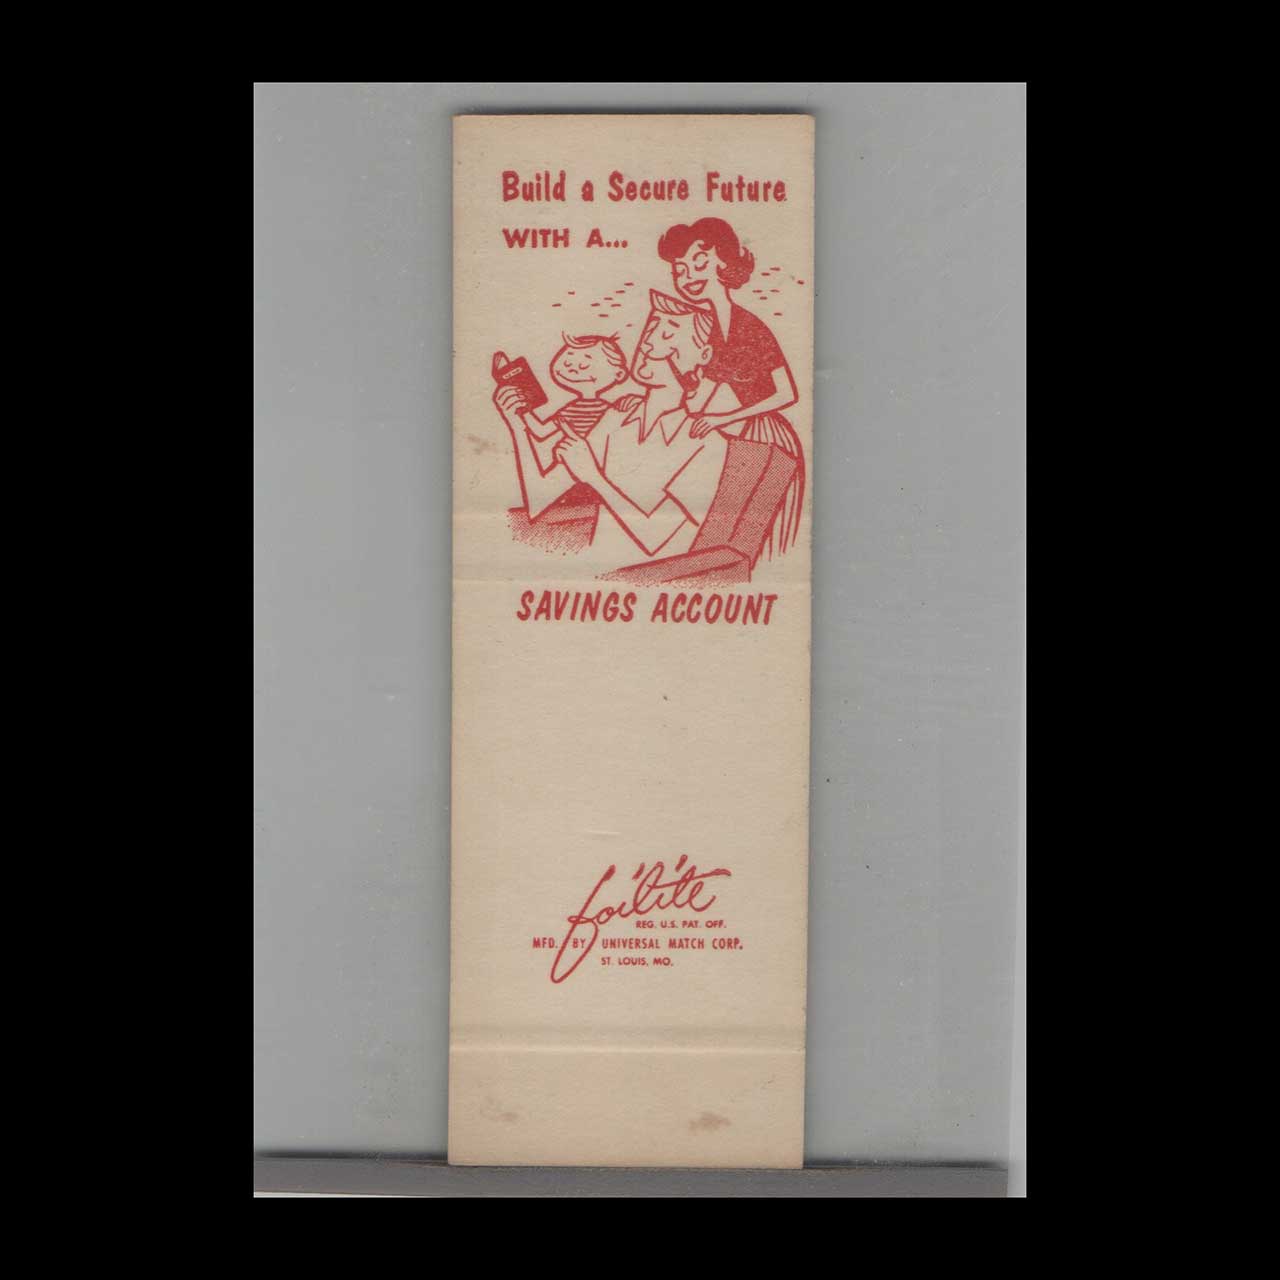 Build a Secure Future
WITH A...
SAVINGS ACCOUNT
foilite
REG. U.S. PAT. OFF.
MFD. BY UNIVERSAL MATCH CORP.
ST. LOUIS, MO.